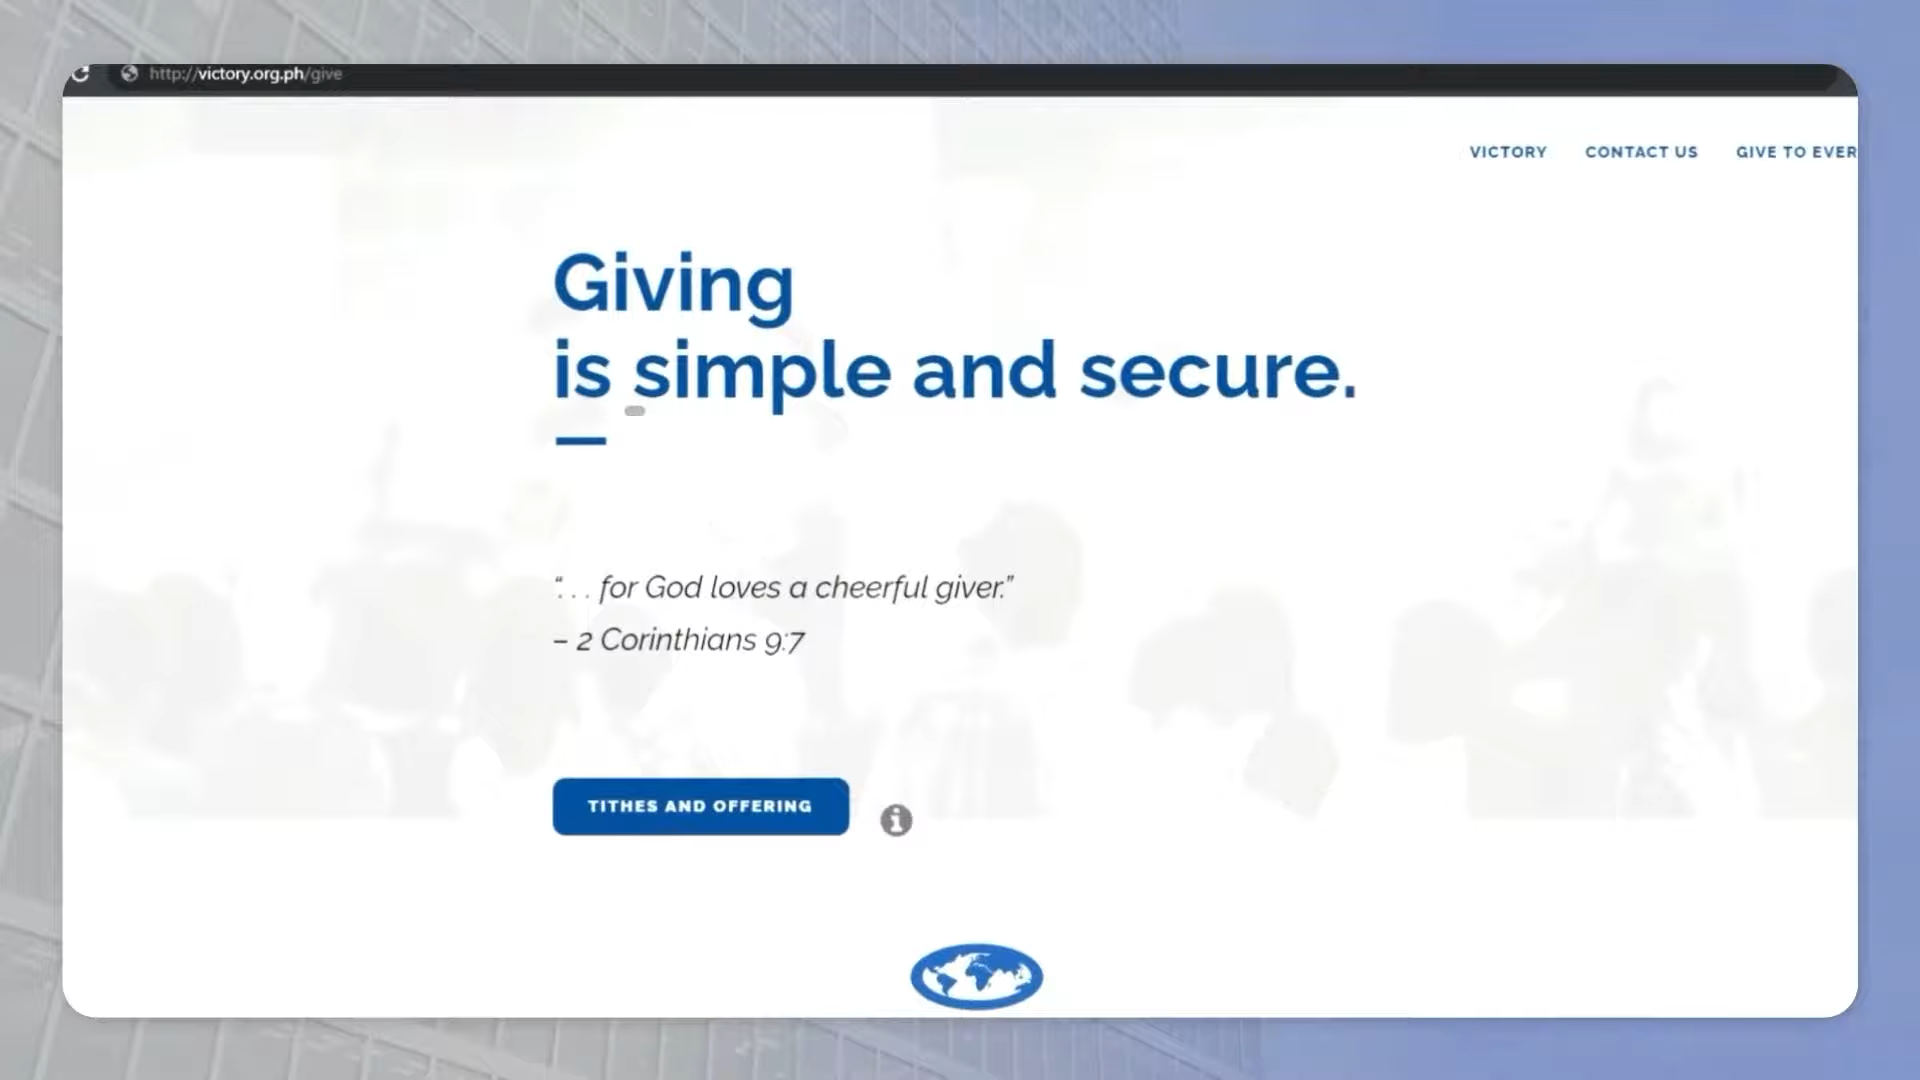 http://victory.org.ph/give
VICTORY CONTACT US GIVE TO EVER
Giving
is simple and secure.
“. . . for God loves a cheerful giver.”
– 2 Corinthians 9:7
TITHES AND OFFERING